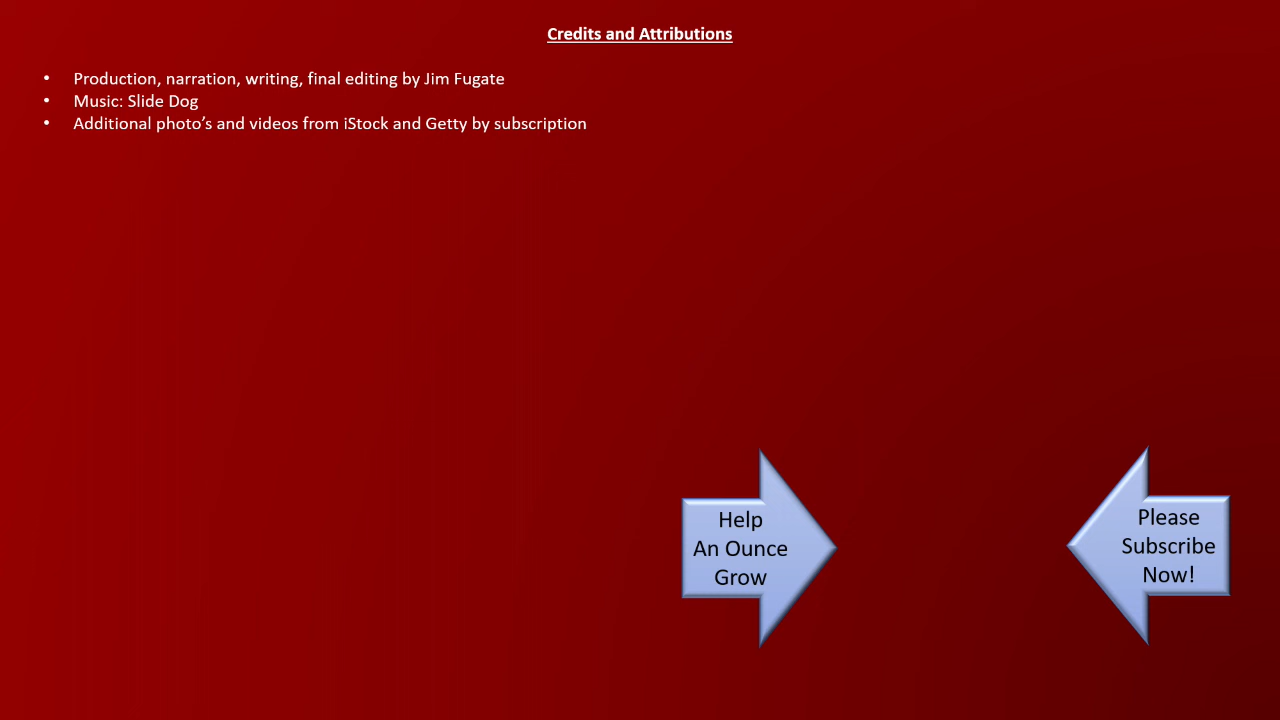 Credits and Attributions
• Production, narration, writing, final editing by Jim Fugate
• Music: Slide Dog
• Additional photo’s and videos from iStock and Getty by subscription
Help
An Ounce
Grow
Please
Subscribe
Now!